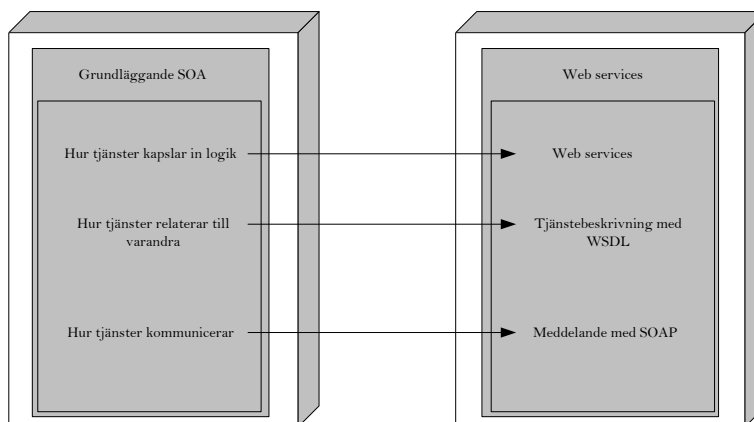 Grundläggande SOA
Hur tjänster kapslar in logik
Hur tjänster relaterar till
varandra
Hur tjänster kommunicerar
Web services
Web services
Tjänstebeskrivning med
WSDL
Meddelande med SOAP